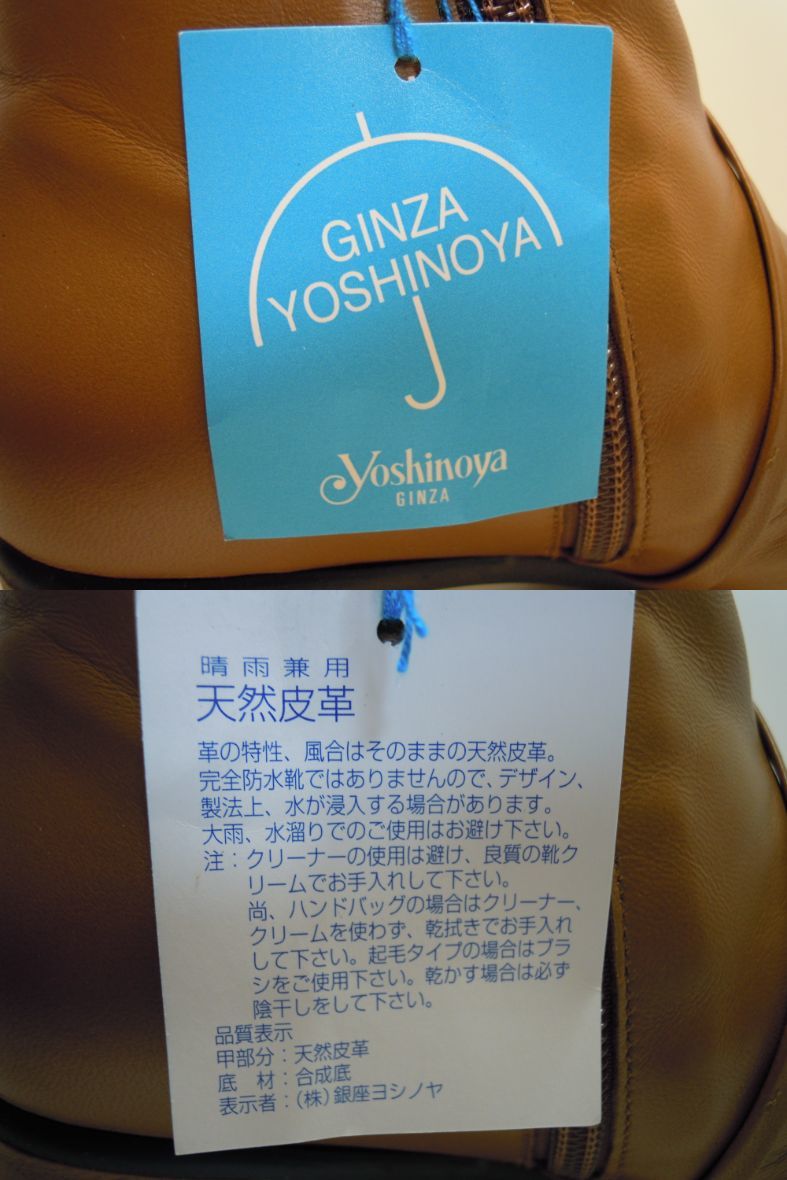 GINZA
YOSHINOYA
Yoshinoya
GINZA
晴雨兼用
天然皮革
革の特性、風合はそのままの天然皮革。
完全防水靴ではありませんので、デザイン、
製法上、水が浸入する場合があります。
大雨、水溜りでのご使用はお避け下さい。
注：クリーナーの使用は避け、良質の靴ク
リームでお手入れして下さい。
尚、ハンドバッグの場合はクリーナー、
クリームを使わず、乾拭きでお手入れ
して下さい。起毛タイプの場合はブラ
シをご使用下さい。乾かす場合は必ず
陰干しをして下さい。
品質表示
甲部分：天然皮革
底　材：合成底
表示者：(株)銀座ヨシノヤ